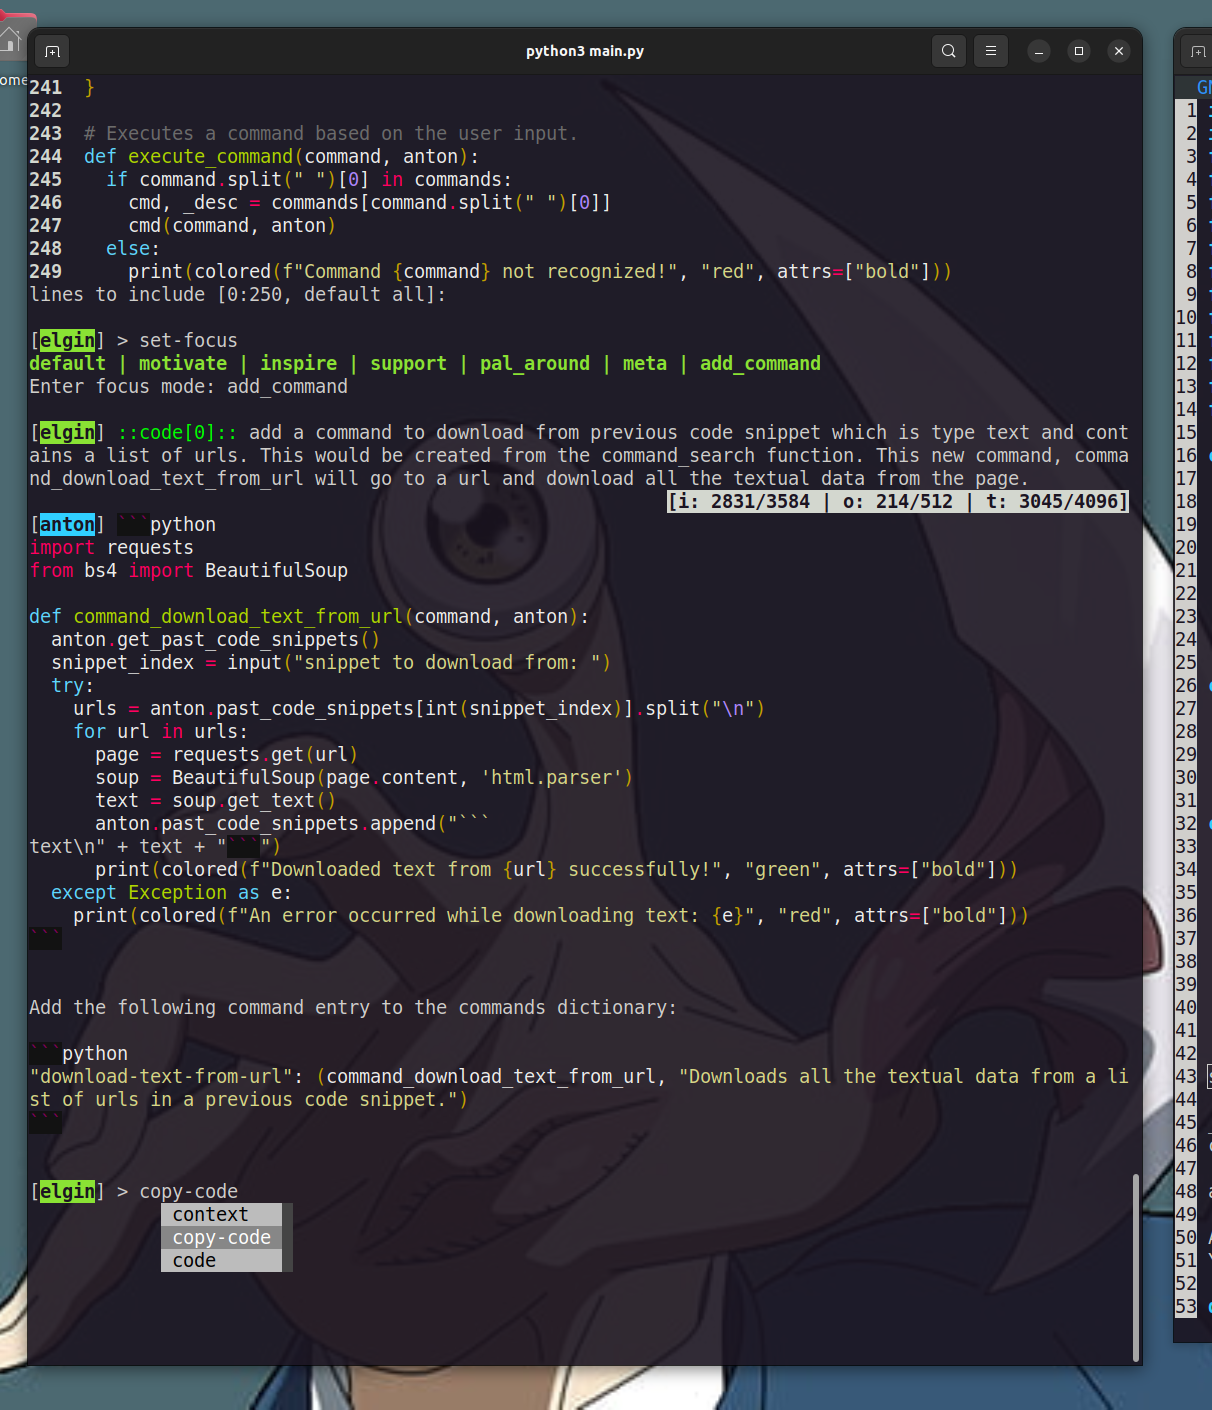 python3 main.py
ome
241 }
242
243 # Executes a command based on the user input.
244 def execute_command(command, anton):
245 if command.split(" ")[0] in commands:
246 cmd, _desc = commands[command.split(" ")[0]]
247 cmd(command, anton)
248 else:
249 print(colored(f"Command {command} not recognized!", "red", attrs=["bold"]))
lines to include [0:250, default all]:
[elgin] > set-focus
default | motivate | inspire | support | pal_around | meta | add_command
Enter focus mode: add_command
[elgin] ::code[0]:: add a command to download from previous code snippet which is type text and cont
ains a list of urls. This would be created from the command_search function. This new command, comma
nd_download_text_from_url will go to a url and download all the textual data from the page.
[i: 2831/3584 | o: 214/512 | t: 3045/4096]
[anton] ```python
import requests
from bs4 import BeautifulSoup
def command_download_text_from_url(command, anton):
anton.get_past_code_snippets()
snippet_index = input("snippet to download from: ")
try:
urls = anton.past_code_snippets[int(snippet_index)].split("\n")
for url in urls:
page = requests.get(url)
soup = BeautifulSoup(page.content, 'html.parser')
text = soup.get_text()
anton.past_code_snippets.append("```
text\n" + text + "```")
print(colored(f"Downloaded text from {url} successfully!", "green", attrs=["bold"]))
except Exception as e:
print(colored(f"An error occurred while downloading text: {e}", "red", attrs=["bold"]))
```
Add the following command entry to the commands dictionary:
```python
"download-text-from-url": (command_download_text_from_url, "Downloads all the textual data from a li
st of urls in a previous code snippet.")
```
[elgin] > copy-code
context
copy-code
code
1
2
3
4
5
6
7
8
9
10
11
12
13
14
15
16
17
18
19
20
21
22
23
24
25
26
27
28
29
30
31
32
33
34
35
36
37
38
39
40
41
42
43
44
45
46
47
48
49
50
51
52
53